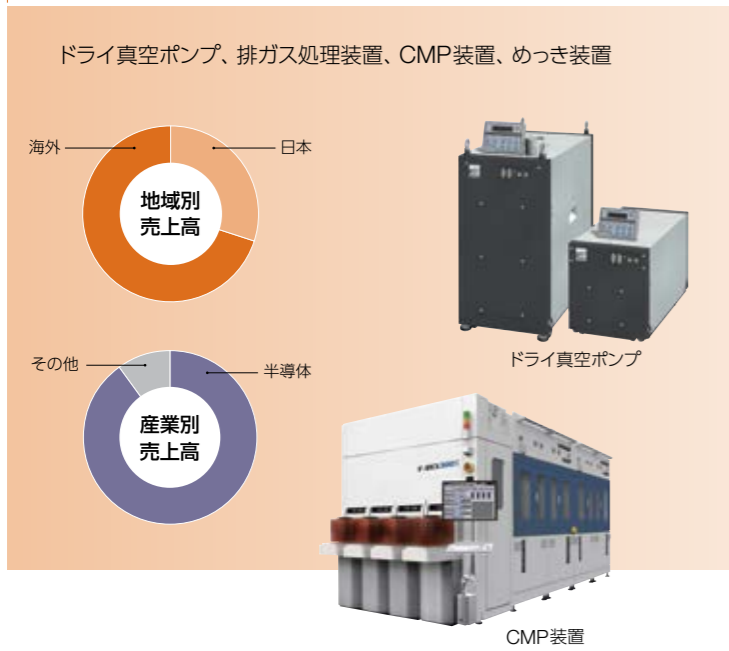 ドライ真空ポンプ、排ガス処理装置、CMP装置、めっき装置
海外
日本
地域別
売上高
ドライ真空ポンプ
その他
半導体
産業別
売上高
CMP装置